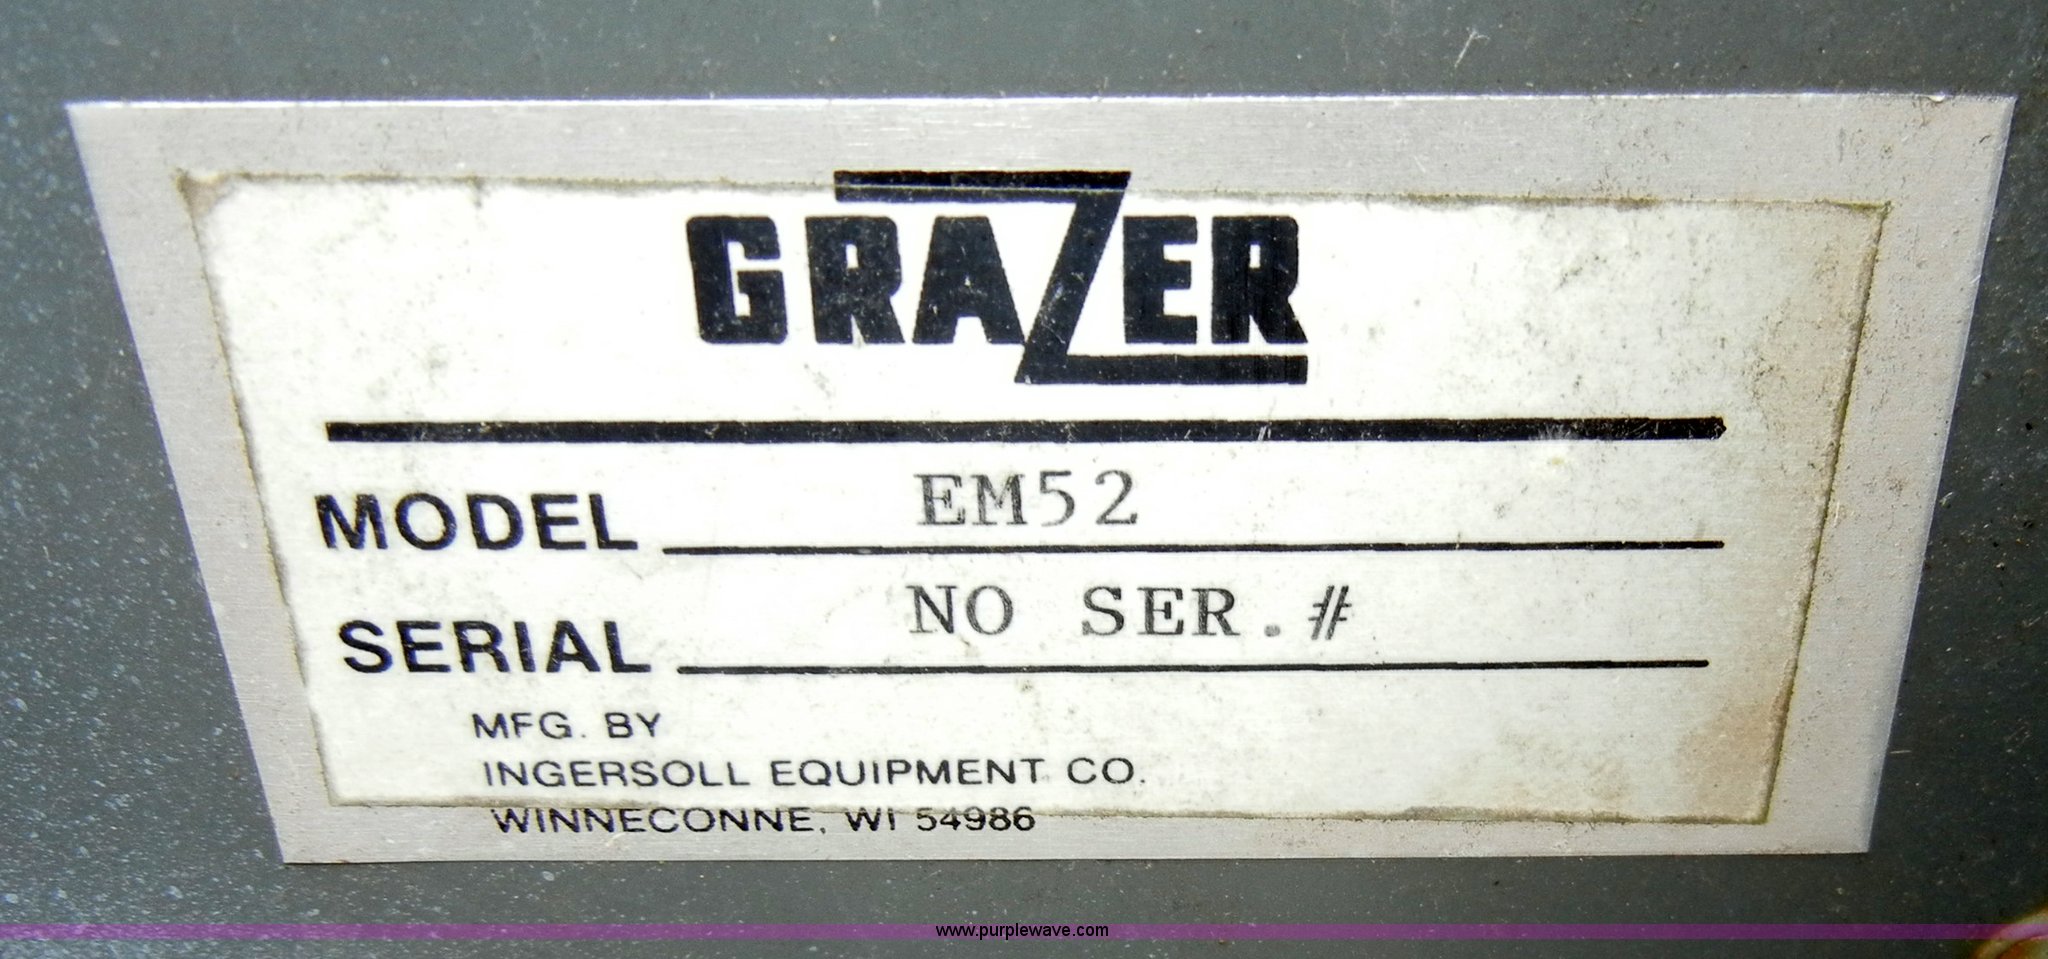 GRAZER
MODEL EM52
SERIAL NO SER.#
MFG. BY
INGERSOLL EQUIPMENT CO.
WINNECONNE, WI 54986
www.purplewave.com